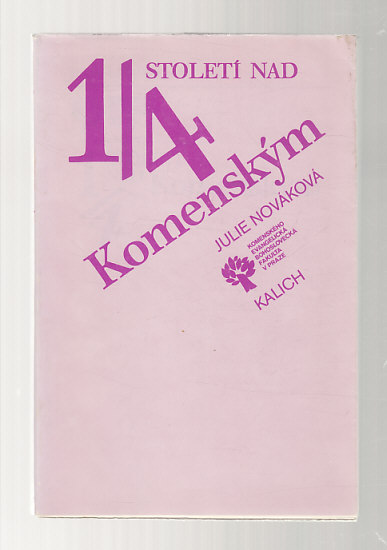 1/4 STOLETÍ NAD
Komenským
JULIE NOVÁKOVÁ
KOMENSKÉHO
EVANGELICKÁ
BOHOSLOVECKÁ
FAKULTA
V PRAZE
KALICH